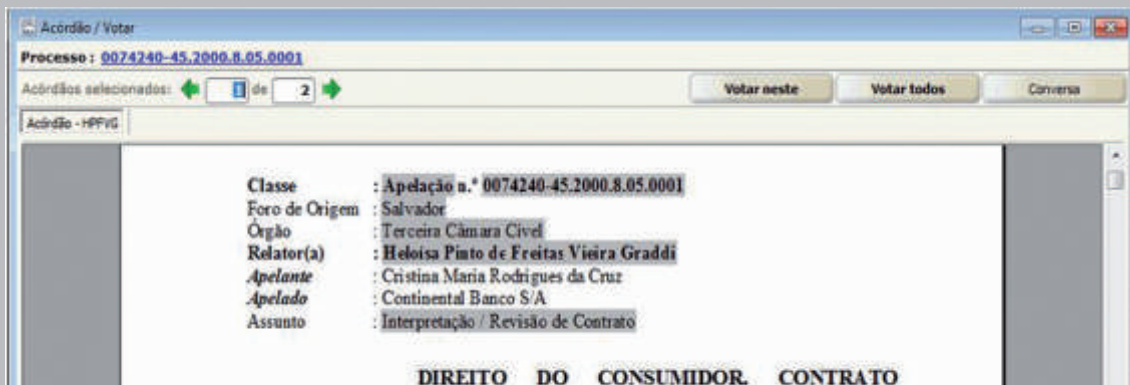 Acórdão / Votar
Processo : 0074240-45.2000.8.05.0001
Acórdãos selecionados: 1 de 2 Votar neste Votar todos Conversa
Acórdão - HPFVG
Classe : Apelação n.º 0074240-45.2000.8.05.0001
Foro de Origem : Salvador
Órgão : Terceira Câmara Cível
Relator(a) : Heloísa Pinto de Freitas Vieira Graddi
Apelante : Cristina Maria Rodrigues da Cruz
Apelado : Continental Banco S/A
Assunto : Interpretação / Revisão de Contrato
DIREITO DO CONSUMIDOR. CONTRATO